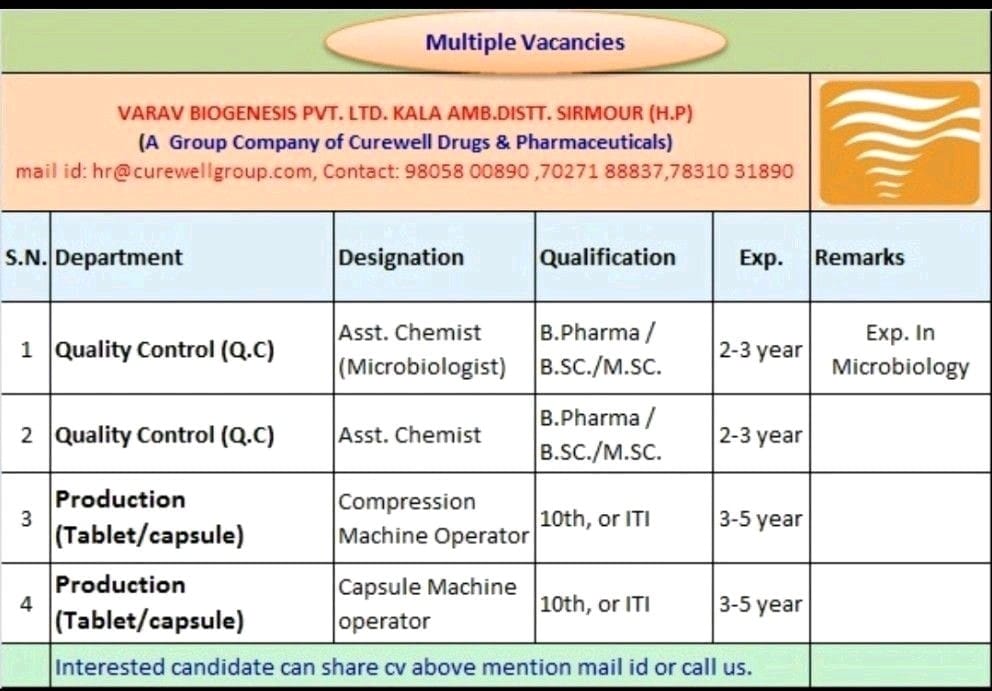 Multiple Vacancies
VARAV BIOGENESIS PVT. LTD. KALA AMB.DISTT. SIRMOUR (H.P)
(A Group Company of Curewell Drugs & Pharmaceuticals)
mail id: hr@curewellgroup.com, Contact: 98058 00890 ,70271 88837,78310 31890
S.N. Department Designation Qualification Exp. Remarks
1 Quality Control (Q.C) Asst. Chemist (Microbiologist) B.Pharma / B.SC./M.SC. 2-3 year Exp. In Microbiology
2 Quality Control (Q.C) Asst. Chemist B.Pharma / B.SC./M.SC. 2-3 year
3 Production (Tablet/capsule) Compression Machine Operator 10th, or ITI 3-5 year
4 Production (Tablet/capsule) Capsule Machine operator 10th, or ITI 3-5 year
Interested candidate can share cv above mention mail id or call us.